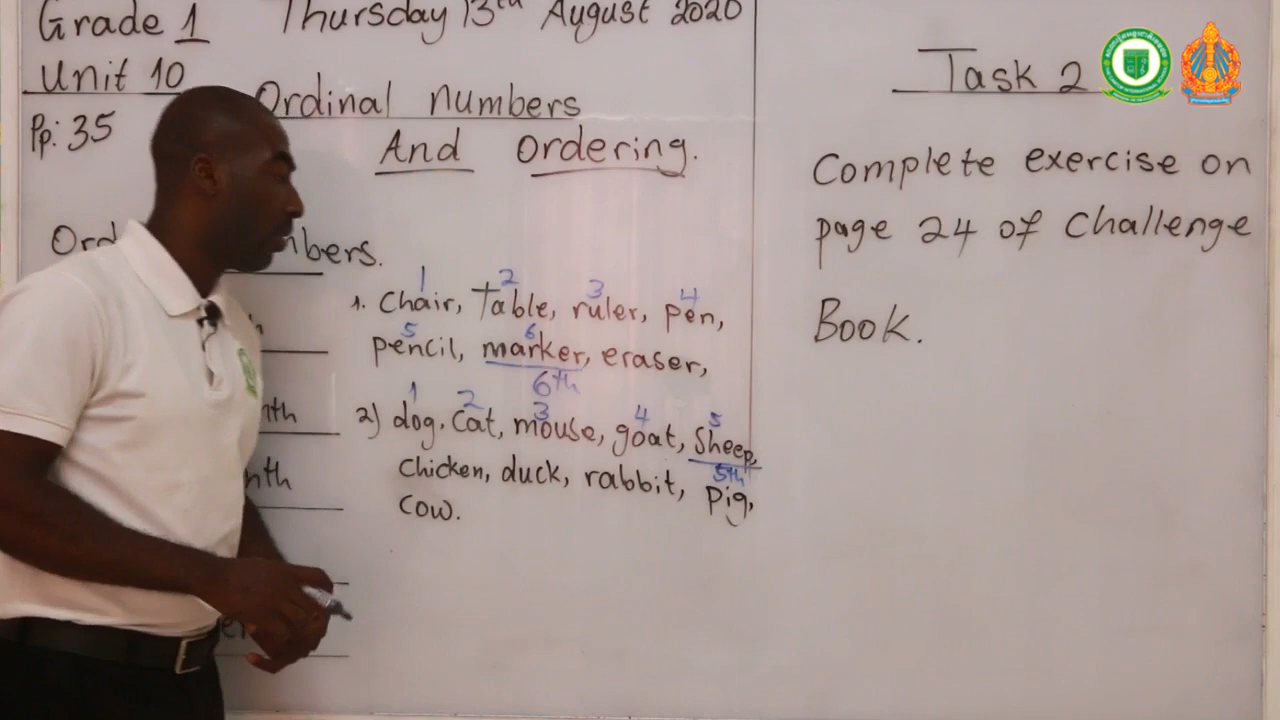 Grade 1 Thursday 13th August 2020
Unit 10
Pp: 35
Ordinal numbers
And Ordering.
1 2 3 4
1. Chair, Table, ruler, pen,
5 6
pencil, marker, eraser,
6th
1 2 3 4 5
2) dog, Cat, mouse, goat, Sheep,
5th
Chicken, duck, rabbit, pig,
Cow.
Task 2
Complete exercise on
page 24 of Challenge
Book.